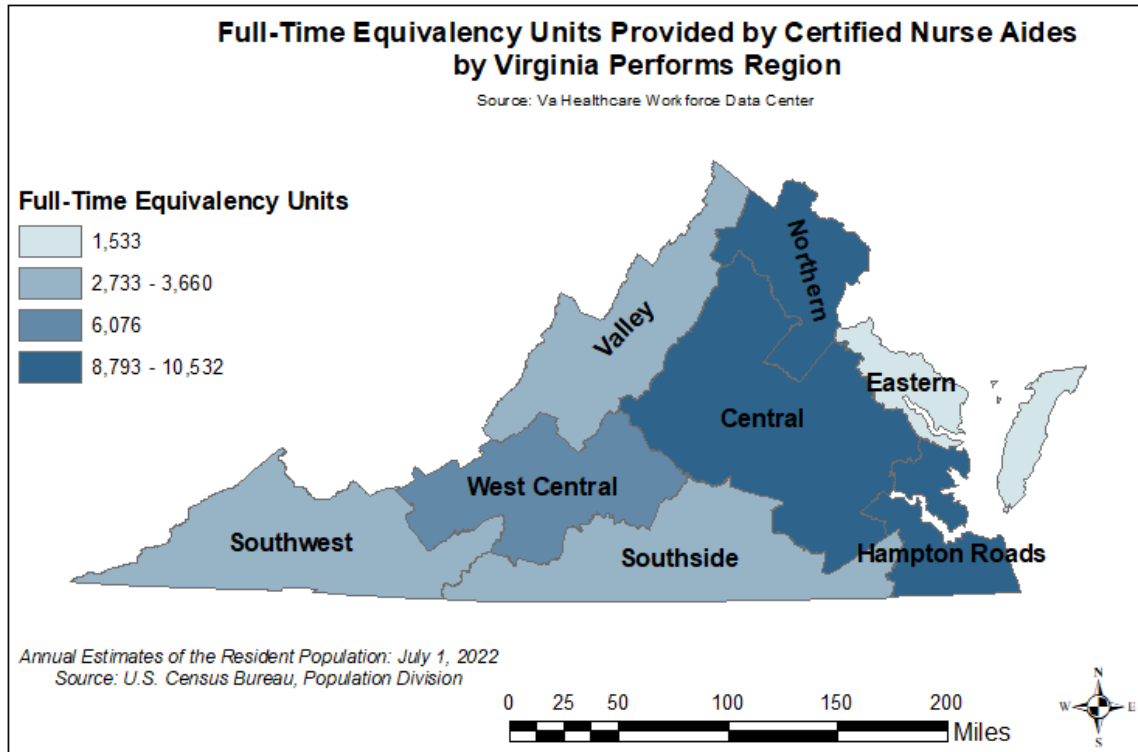 Full-Time Equivalency Units Provided by Certified Nurse Aides
by Virginia Performs Region
Source: Va Healthcare Workforce Data Center
Full-Time Equivalency Units
1,533
2,733 - 3,660
6,076
8,793 - 10,532
Northern
Valley
Eastern
Central
West Central
Southwest
Southside
Hampton Roads
Annual Estimates of the Resident Population: July 1, 2022
Source: U.S. Census Bureau, Population Division
0 25 50 100 150 200
Miles
N
W E
S